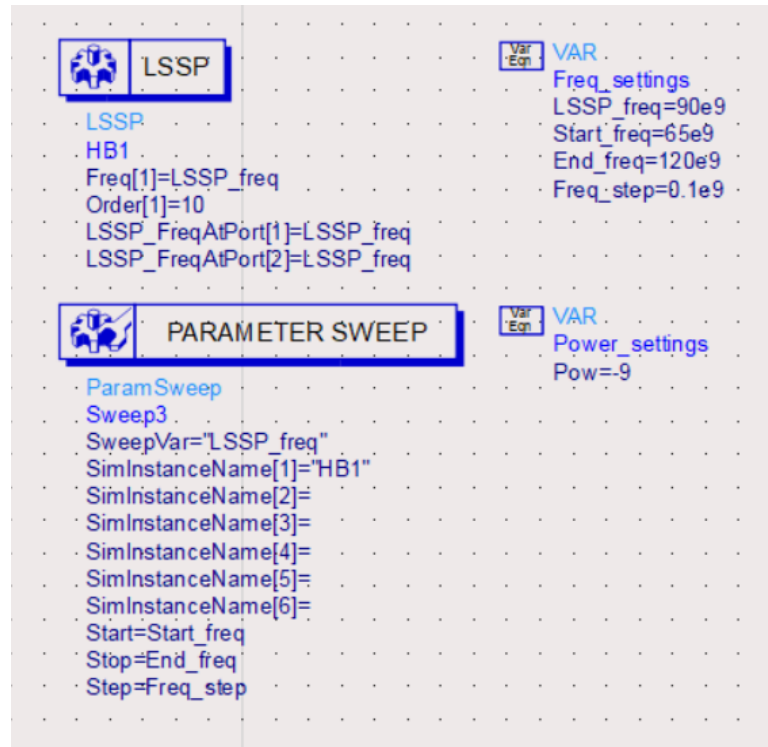 LSSP
LSSP
HB1
Freq[1]=LSSP_freq
Order[1]=10
LSSP_FreqAtPort[1]=LSSP_freq
LSSP_FreqAtPort[2]=LSSP_freq
Var
Eqn
VAR
Freq_settings
LSSP_freq=90e9
Start_freq=65e9
End_freq=120e9
Freq_step=0.1e9
PARAMETER SWEEP
ParamSweep
Sweep3
SweepVar="LSSP_freq"
SimInstanceName[1]="HB1"
SimInstanceName[2]=
SimInstanceName[3]=
SimInstanceName[4]=
SimInstanceName[5]=
SimInstanceName[6]=
Start=Start_freq
Stop=End_freq
Step=Freq_step
Var
Eqn
VAR
Power_settings
Pow=-9